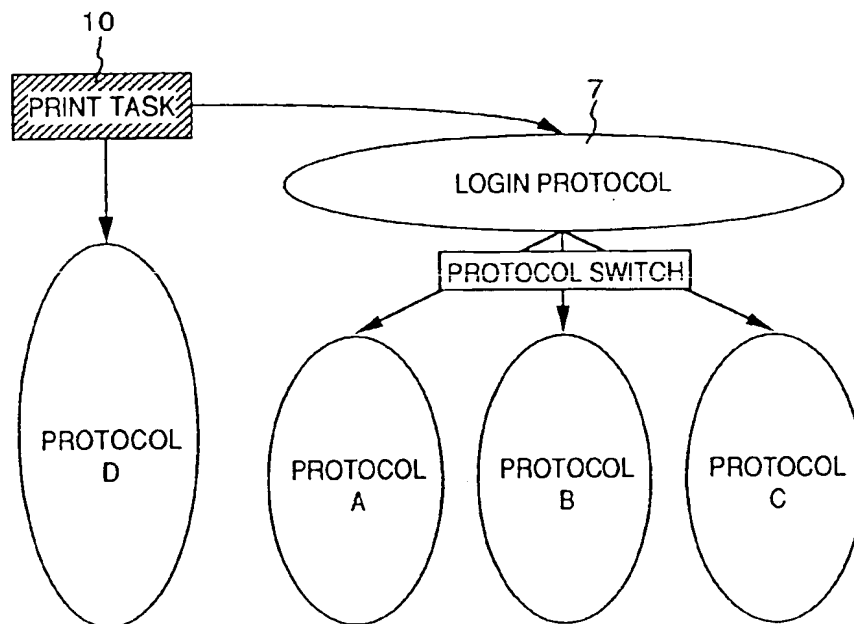 10
PRINT TASK
7
LOGIN PROTOCOL
PROTOCOL SWITCH
PROTOCOL
D
PROTOCOL
A
PROTOCOL
B
PROTOCOL
C